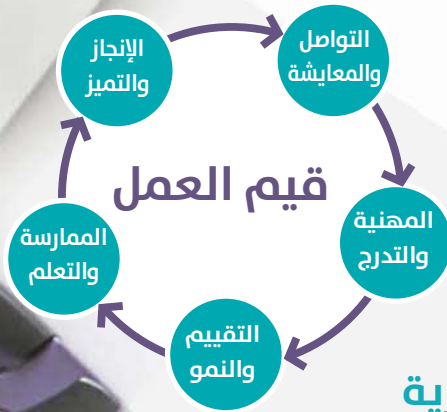 قيم العمل
التواصل
والمعايشة
المهنية
والتدرج
التقييم
والنمو
الممارسة
والتعلم
الإنجاز
والتميز